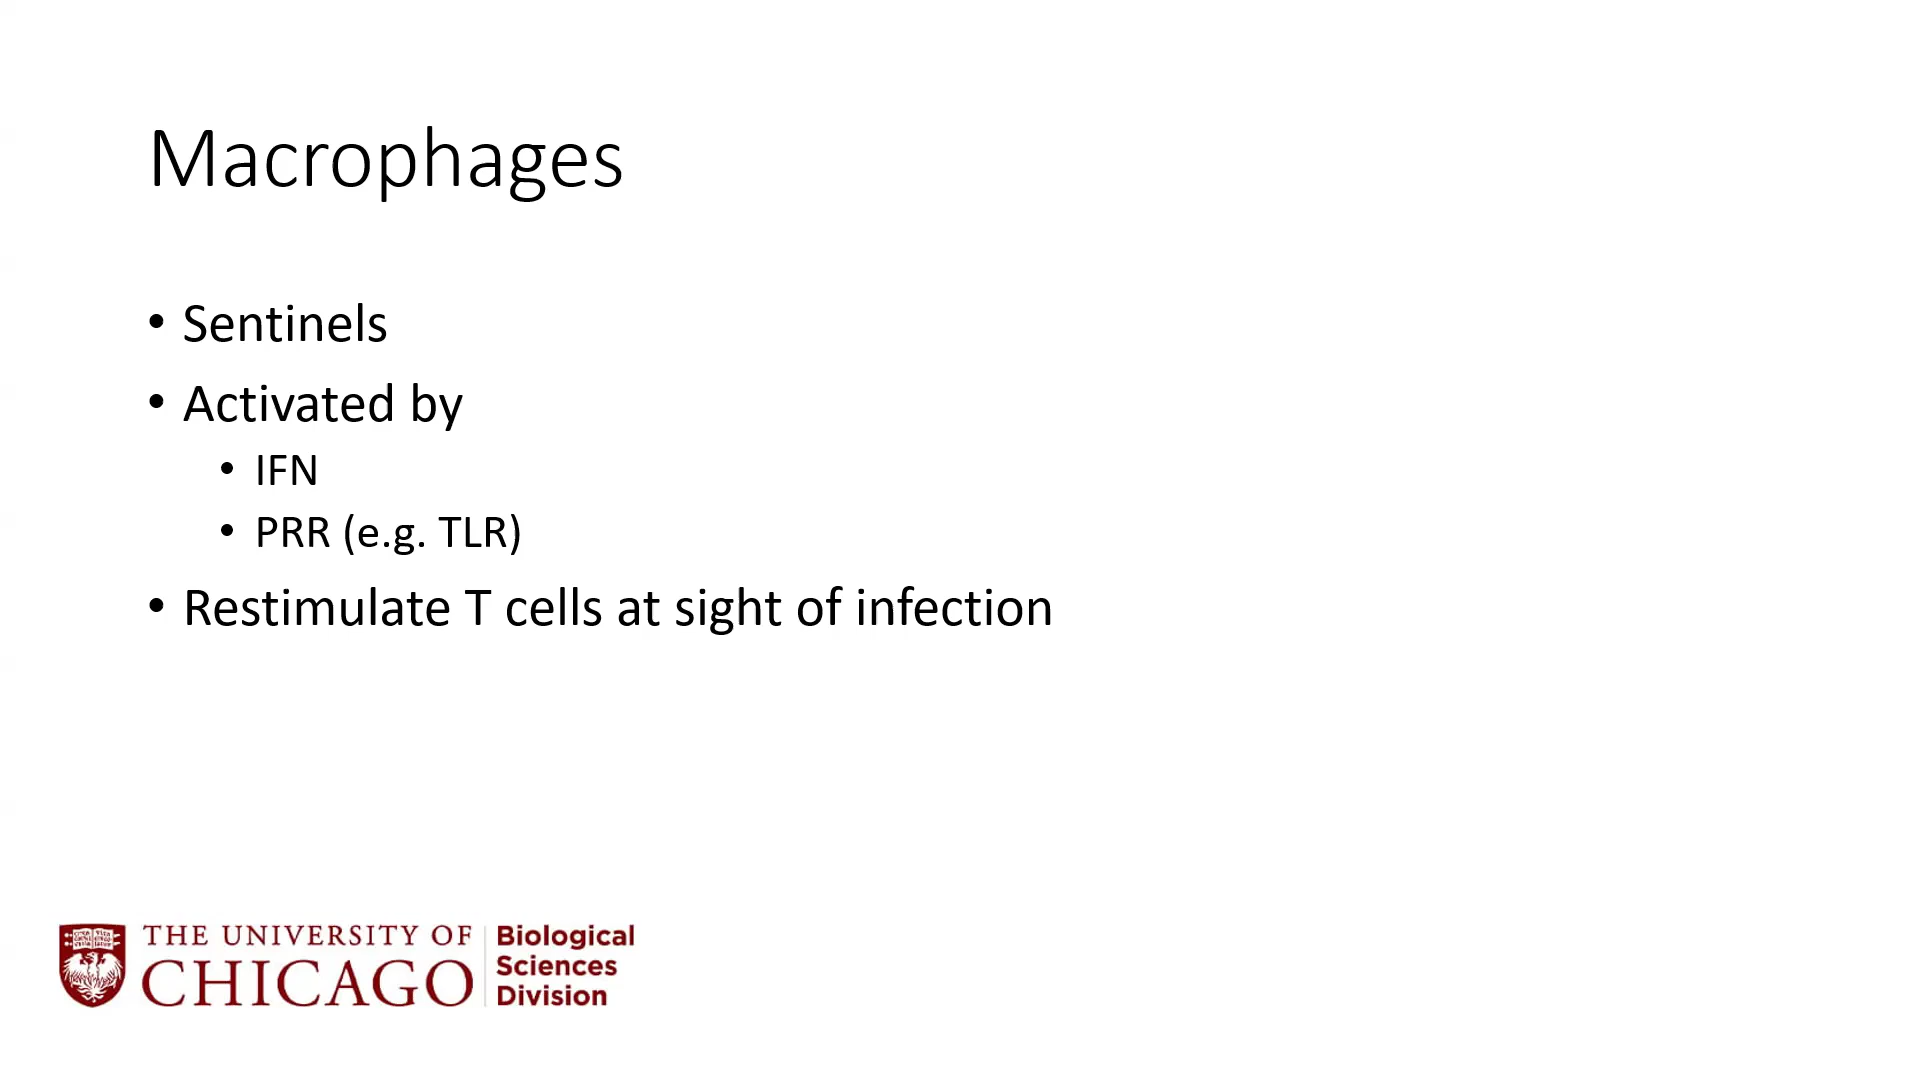 Macrophages
• Sentinels
• Activated by
• IFN
• PRR (e.g. TLR)
• Restimulate T cells at sight of infection
THE UNIVERSITY OF
CHICAGO
Biological
Sciences
Division